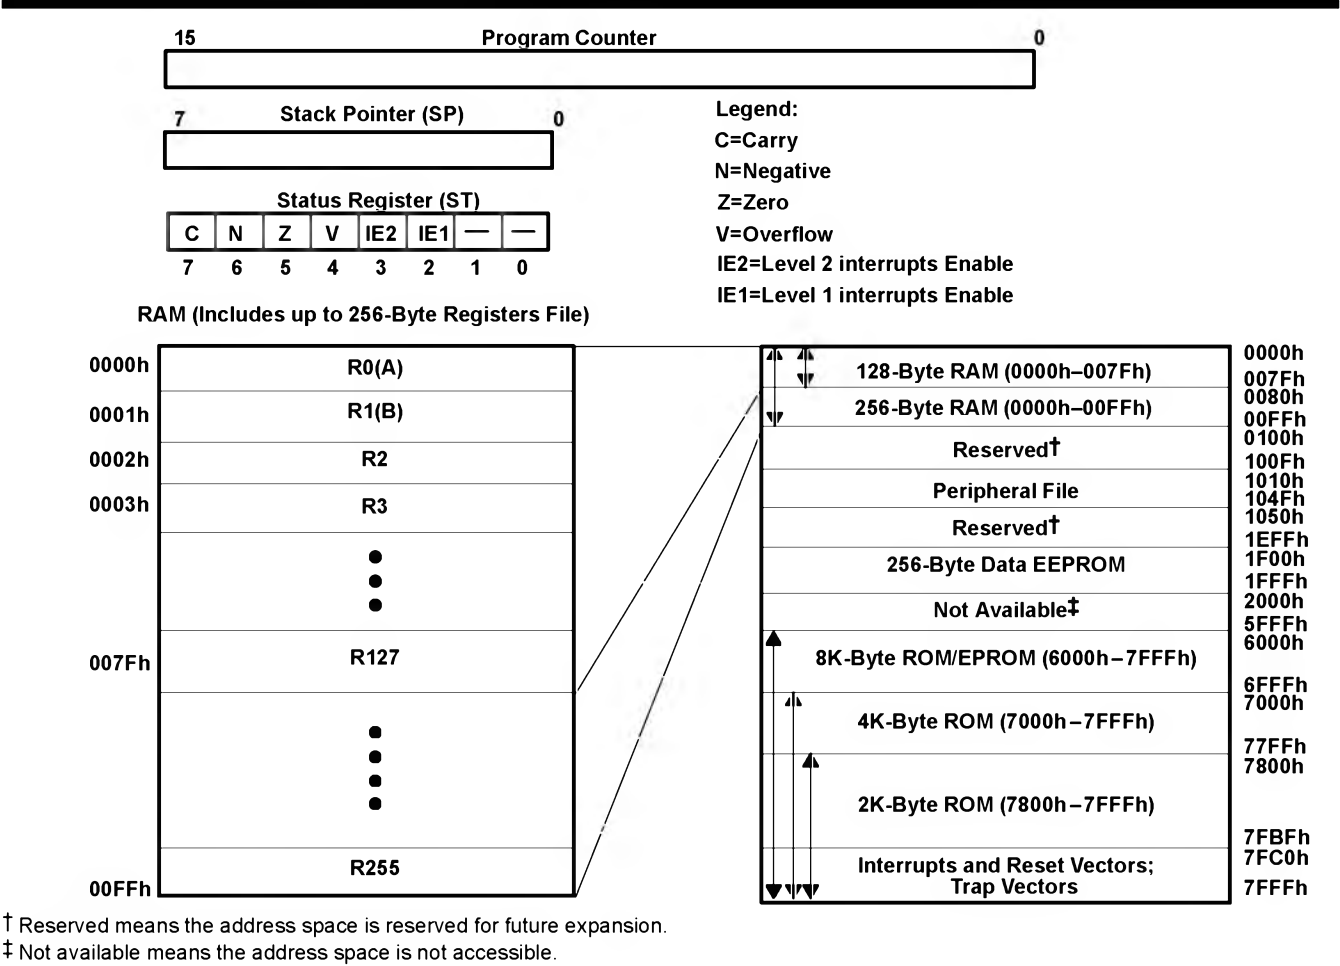 15 Program Counter 0
7 Stack Pointer (SP) 0
Status Register (ST)
C N Z V IE2 IE1 — —
7 6 5 4 3 2 1 0
Legend:
C=Carry
N=Negative
Z=Zero
V=Overflow
IE2=Level 2 interrupts Enable
IE1=Level 1 interrupts Enable
RAM (Includes up to 256-Byte Registers File)
0000h R0(A)
0001h R1(B)
0002h R2
0003h R3
007Fh R127
R255
00FFh
0000h
128-Byte RAM (0000h–007Fh)
007Fh
0080h
256-Byte RAM (0000h–00FFh)
00FFh
0100h
Reserved†
100Fh
1010h
Peripheral File
104Fh
1050h
Reserved†
1EFFh
1F00h
256-Byte Data EEPROM
1FFFh
2000h
Not Available‡
5FFFh
6000h
8K-Byte ROM/EPROM (6000h–7FFFh)
6FFFh
7000h
4K-Byte ROM (7000h–7FFFh)
77FFh
7800h
2K-Byte ROM (7800h–7FFFh)
7FBFh
7FC0h
Interrupts and Reset Vectors;
Trap Vectors
7FFFh
† Reserved means the address space is reserved for future expansion.
‡ Not available means the address space is not accessible.